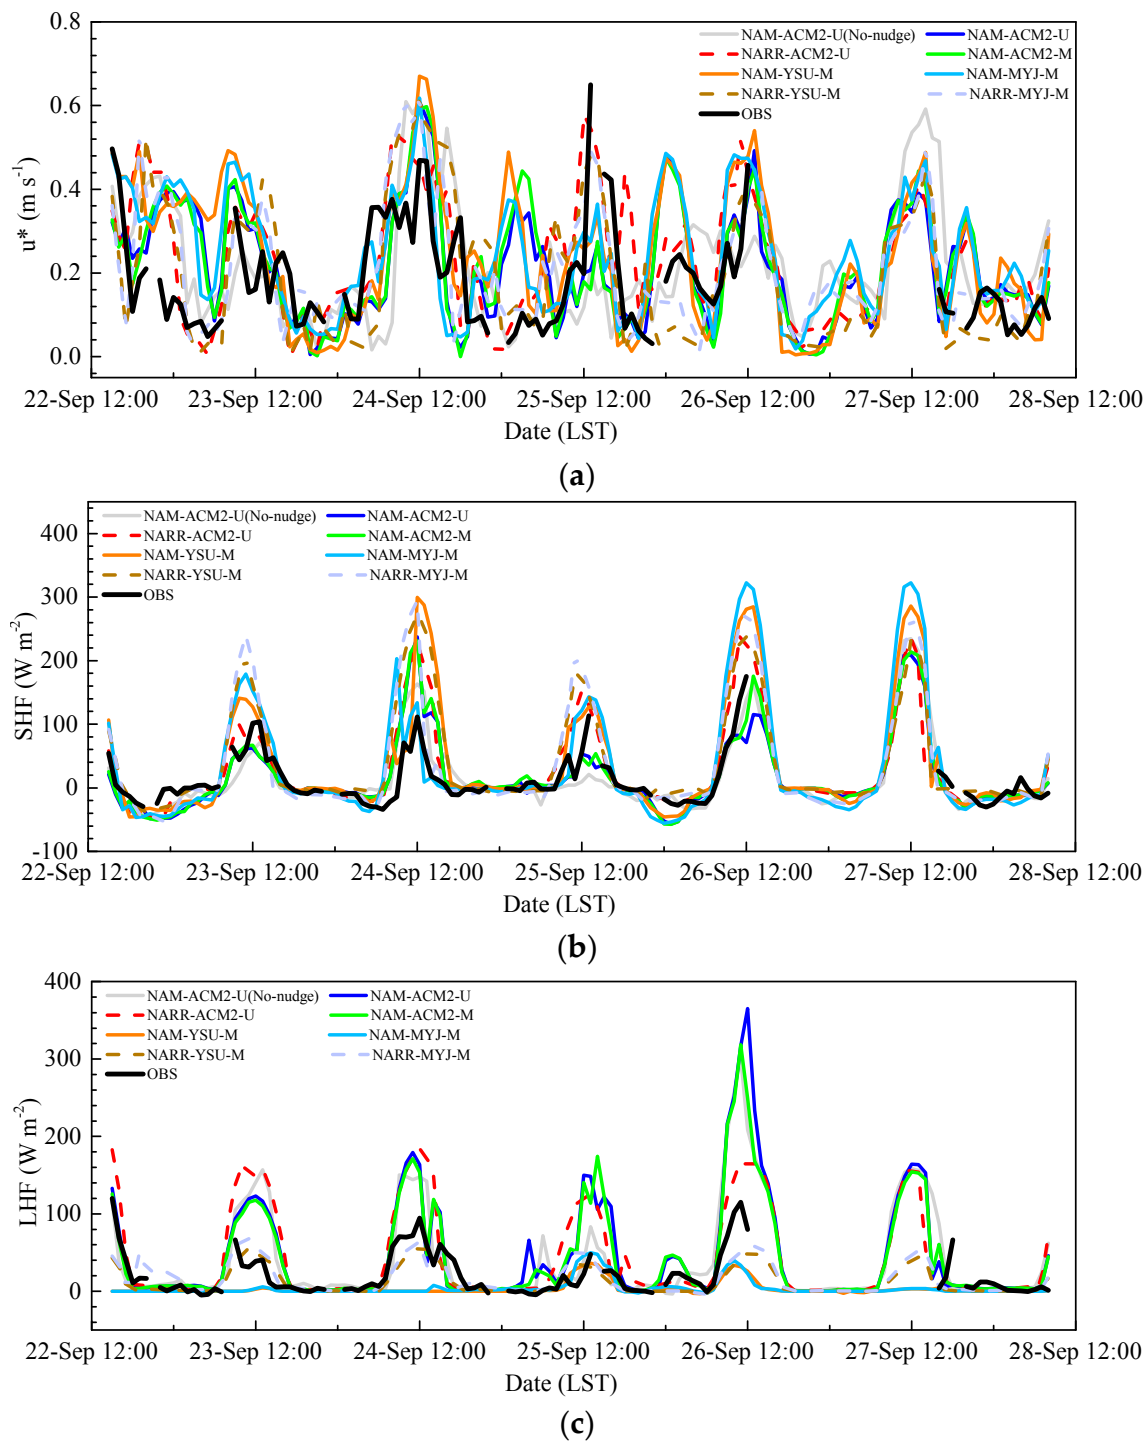 0.8
0.6
0.4
0.2
0.0
u* (m s-1)
NAM-ACM2-U(No-nudge) NAM-ACM2-U
NARR-ACM2-U NAM-ACM2-M
NAM-YSU-M NAM-MYJ-M
NARR-YSU-M NARR-MYJ-M
OBS
22-Sep 12:00 23-Sep 12:00 24-Sep 12:00 25-Sep 12:00 26-Sep 12:00 27-Sep 12:00 28-Sep 12:00
Date (LST)
(a)
400
300
200
100
0
-100
SHF (W m-2)
NAM-ACM2-U(No-nudge) NAM-ACM2-U
NARR-ACM2-U NAM-ACM2-M
NAM-YSU-M NAM-MYJ-M
NARR-YSU-M NARR-MYJ-M
OBS
22-Sep 12:00 23-Sep 12:00 24-Sep 12:00 25-Sep 12:00 26-Sep 12:00 27-Sep 12:00 28-Sep 12:00
Date (LST)
(b)
400
300
200
100
0
LHF (W m-2)
NAM-ACM2-U(No-nudge) NAM-ACM2-U
NARR-ACM2-U NAM-ACM2-M
NAM-YSU-M NAM-MYJ-M
NARR-YSU-M NARR-MYJ-M
OBS
22-Sep 12:00 23-Sep 12:00 24-Sep 12:00 25-Sep 12:00 26-Sep 12:00 27-Sep 12:00 28-Sep 12:00
Date (LST)
(c)